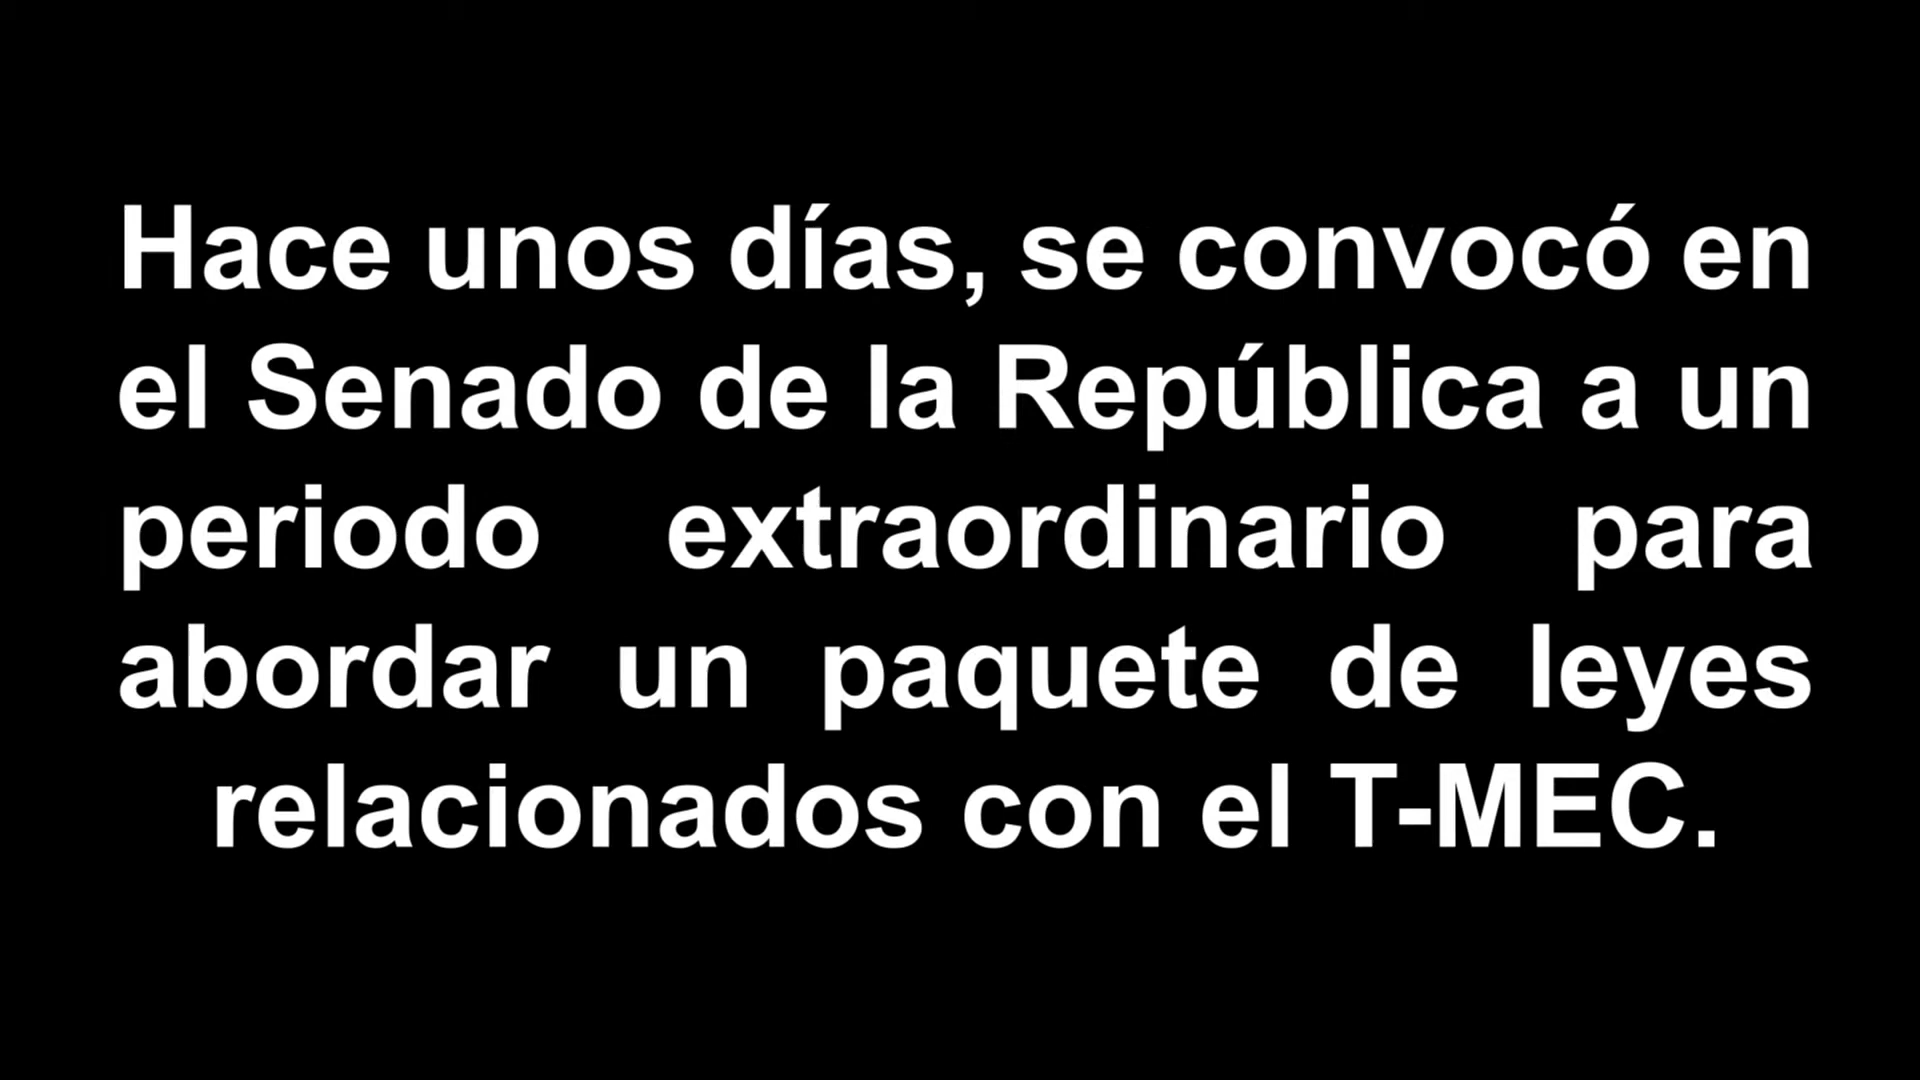 Hace unos días, se convocó en
el Senado de la República a un
periodo extraordinario para
abordar un paquete de leyes
relacionados con el T-MEC.